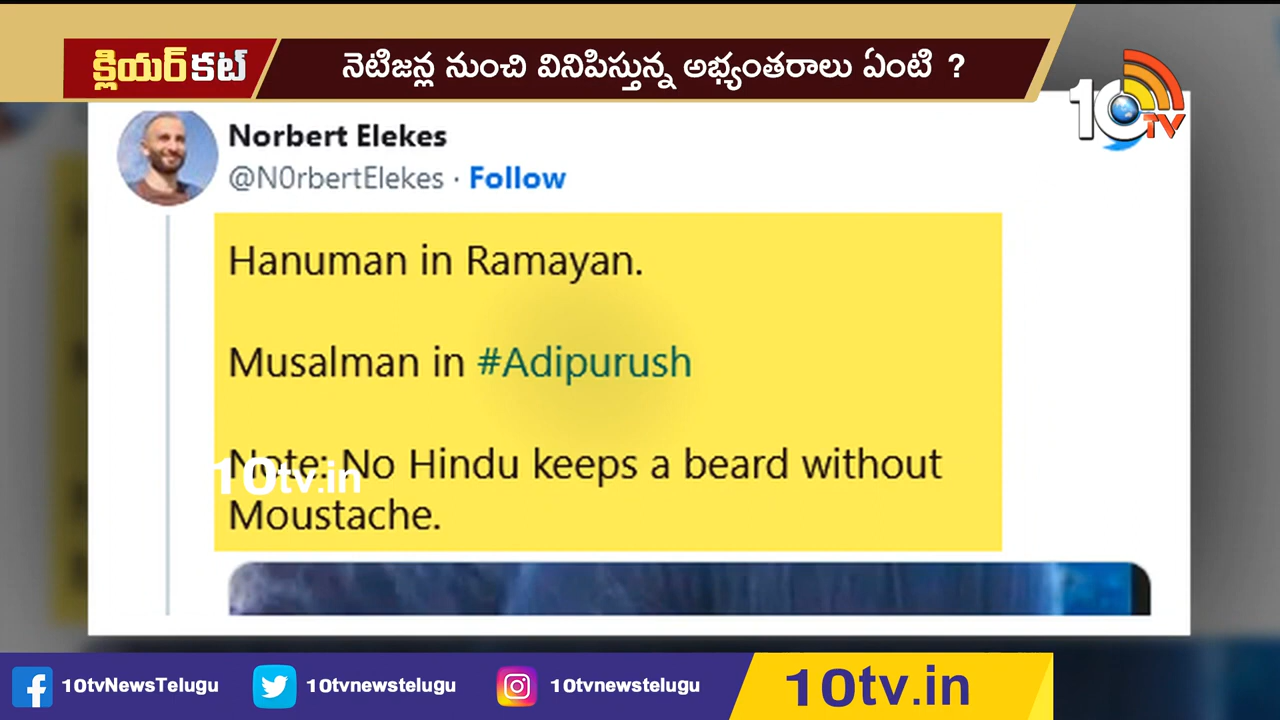 క్లియర్ కట్
నెటిజన్ల నుంచి వినిపిస్తున్న అభ్యంతరాలు ఏంటి ?
10TV
Norbert Elekes
@N0rbertElekes · Follow
Hanuman in Ramayan.
Musalman in #Adipurush
Note: No Hindu keeps a beard without
Moustache.
10tv.in
10tvNewsTelugu
10tvnewstelugu
10tvnewstelugu
10tv.in